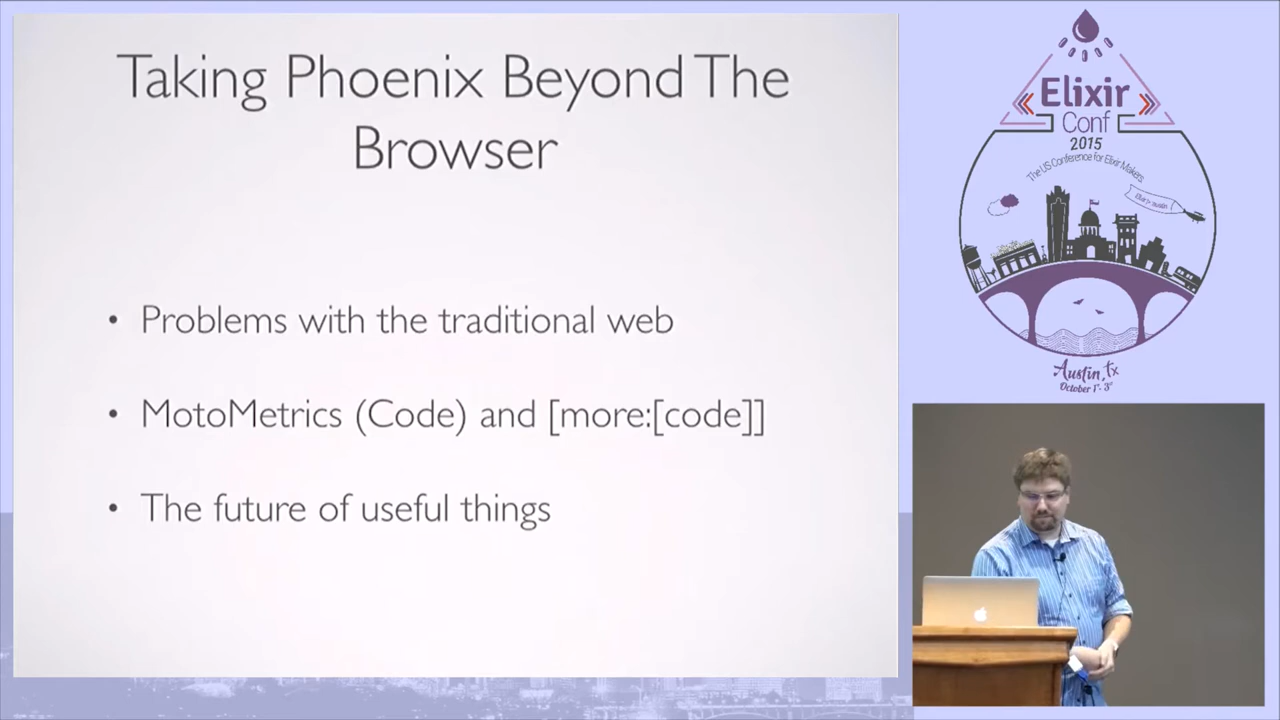 Taking Phoenix Beyond The
Browser
• Problems with the traditional web
• MotoMetrics (Code) and [more:[code]]
• The future of useful things
Elixir
Conf
2015
The US Conference for Elixir Makers
Austin, Tx
October 1st - 3rd